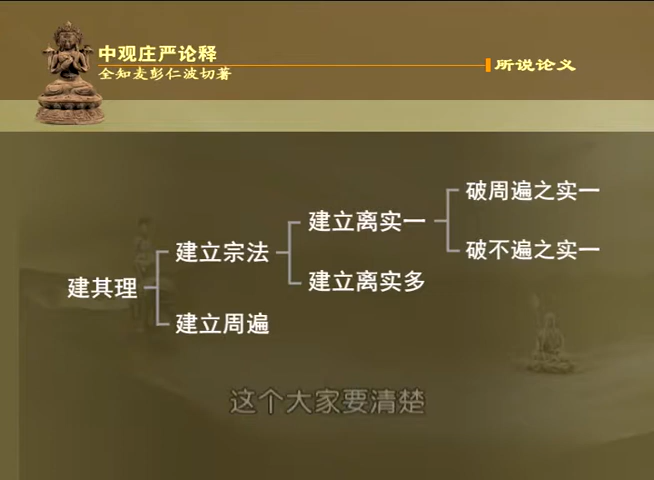 中观庄严论释
全知麦彭仁波切著
所说论义
破周遍之实一
建立离实一
破不遍之实一
建立宗法
建立离实多
建其理
建立周遍
这个大家要清楚